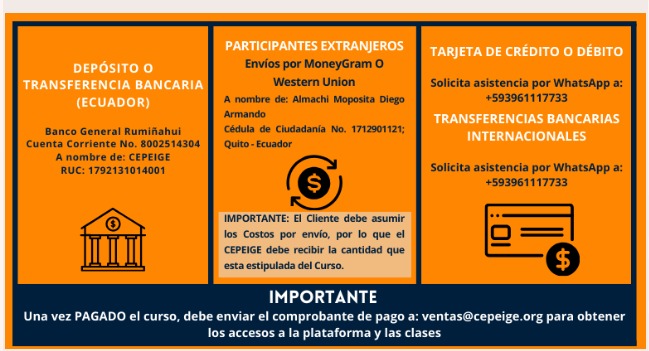 DEPÓSITO O
TRANSFERENCIA BANCARIA
(ECUADOR)
Banco General Rumiñahui
Cuenta Corriente No. 8002514304
A nombre de: CEPEIGE
RUC: 1792131014001
PARTICIPANTES EXTRANJEROS
Envíos por MoneyGram O
Western Union
A nombre de: Almachi Moposita Diego
Armando
Cédula de Ciudadanía No. 1712901121;
Quito - Ecuador
$
IMPORTANTE: El Cliente debe asumir
los Costos por envío, por lo que el
CEPEIGE debe recibir la cantidad que
esta estipulada del Curso.
TARJETA DE CRÉDITO O DÉBITO
Solicita asistencia por WhatsApp a:
+593961117733
TRANSFERENCIAS BANCARIAS
INTERNACIONALES
Solicita asistencia por WhatsApp a:
+593961117733
$
$
IMPORTANTE
Una vez PAGADO el curso, debe enviar el comprobante de pago a: ventas@cepeige.org para obtener
los accesos a la plataforma y las clases